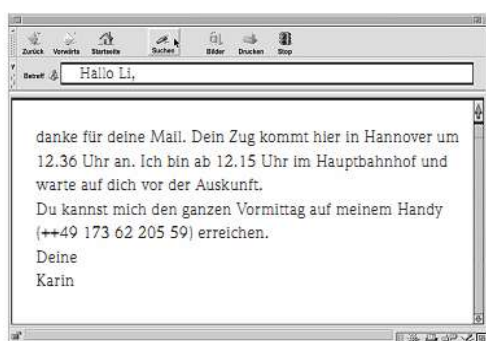 Zurück Vorwärts Startseite Suchen Bilder Drucken Stop
Betreff Hallo Li,
danke für deine Mail. Dein Zug kommt hier in Hannover um
12.36 Uhr an. Ich bin ab 12.15 Uhr im Hauptbahnhof und
warte auf dich vor der Auskunft.
Du kannst mich den ganzen Vormittag auf meinem Handy
(++49 173 62 205 59) erreichen.
Deine
Karin